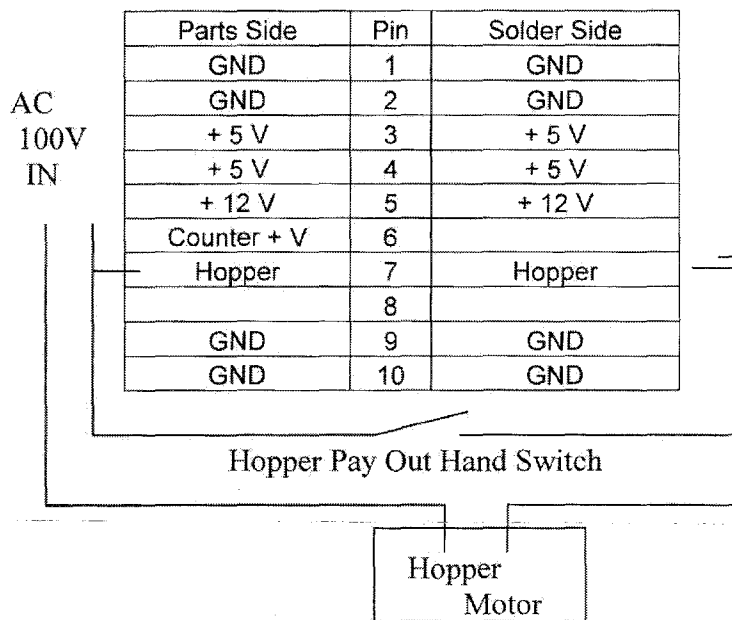 Parts Side Pin Solder Side
GND 1 GND
GND 2 GND
+ 5 V 3 + 5 V
+ 5 V 4 + 5 V
+ 12 V 5 + 12 V
Counter + V 6
Hopper 7 Hopper
8
GND 9 GND
GND 10 GND
AC
100V
IN
Hopper Pay Out Hand Switch
Hopper
Motor